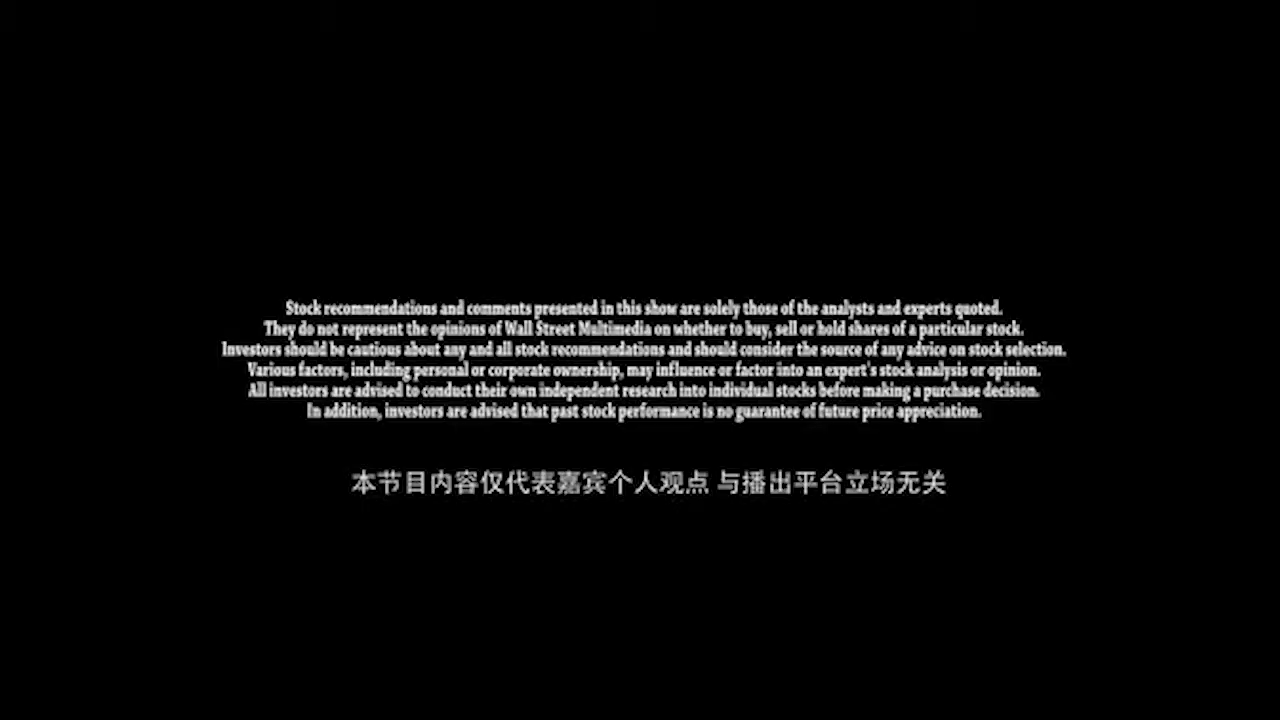 Stock recommendations and comments presented in this show are solely those of the analysts and experts quoted.
They do not represent the opinions of Wall Street Multimedia on whether to buy, sell or hold shares of a particular stock.
Investors should be cautious about any and all stock recommendations and should consider the source of any advice on stock selection.
Various factors, including personal or corporate ownership, may influence or factor into an expert's stock analysis or opinion.
All investors are advised to conduct their own independent research into individual stocks before making a purchase decision.
In addition, investors are advised that past stock performance is no guarantee of future price appreciation.
本节目内容仅代表嘉宾个人观点 与播出平台立场无关